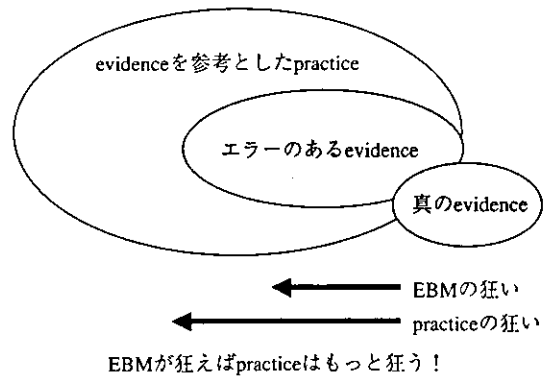 evidenceを参考としたpractice
エラーのあるevidence
真のevidence
EBMの狂い
practiceの狂い
EBMが狂えばpracticeはもっと狂う！